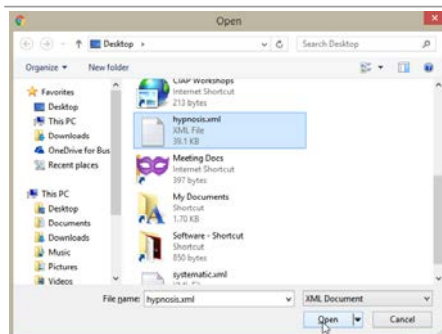 Open
Desktop
Search Desktop
Organize
New folder
Favorites
Desktop
This PC
Downloads
OneDrive for Bus
Recent places
This PC
Desktop
Documents
Downloads
Music
Pictures
Videos
CIAP Workshops
Internet Shortcut
213 bytes
hypnosis.xml
XML File
39.1 KB
Meeting Docs
Internet Shortcut
397 bytes
My Documents
Shortcut
1.70 KB
Software - Shortcut
Shortcut
850 bytes
systematic.xml
File name: hypnosis.xml
XML Document
Open
Cancel